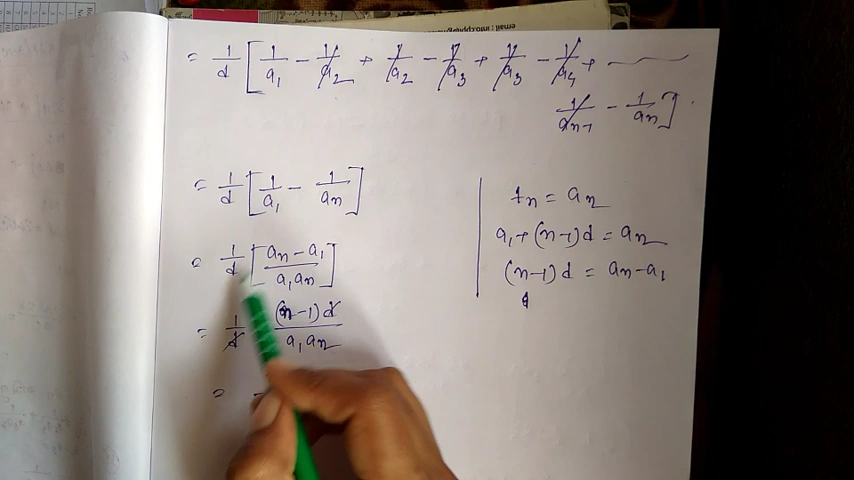 = 1/d [ 1/a₁ - 1/a₂ + 1/a₂ - 1/a₃ + 1/a₃ - 1/a₄ +
1/aₙ₋₁ - 1/aₙ ]
= 1/d [ 1/a₁ - 1/aₙ ]
= 1/d [ (aₙ - a₁)/(a₁aₙ) ]
= 1/d (n-1)d/(a₁aₙ)
=
tₙ = aₙ
a₁+(n-1)d = aₙ
(n-1)d = aₙ-a₁